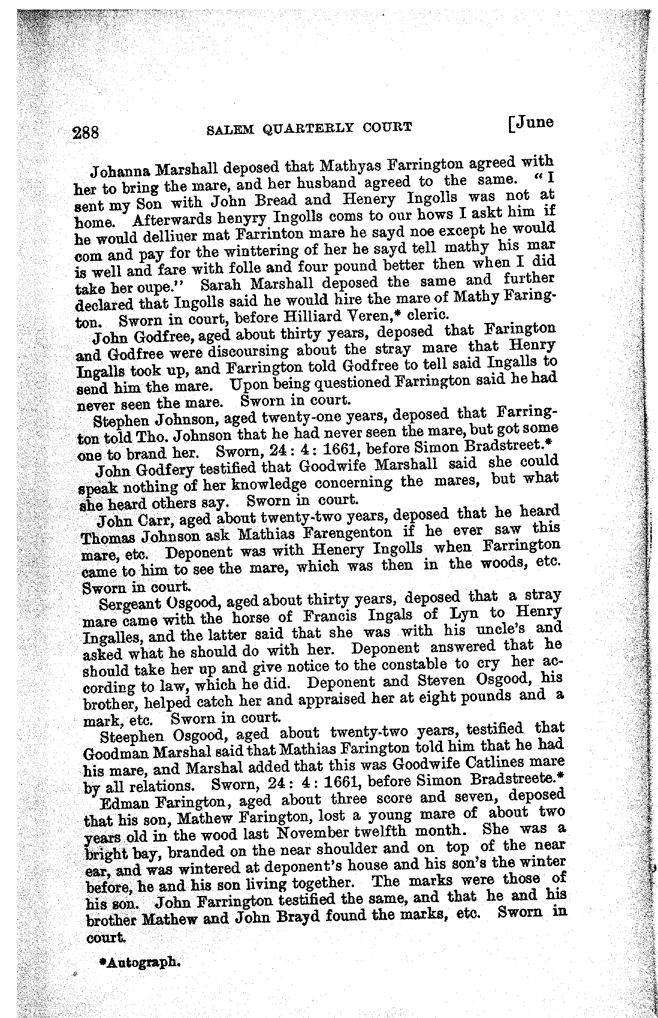 288 SALEM QUARTERLY COURT [June
Johanna Marshall deposed that Mathyas Farrington agreed with
her to bring the mare, and her husband agreed to the same. "I
sent my Son with John Bread and Henery Ingolls was not at
home. Afterwards henyry Ingolls coms to our hows I askt him if
he would delliuer mat Farrinton mare he sayd noe except he would
com and pay for the winttering of her he sayd tell mathy his mar
is well and fare with folle and four pound better then when I did
take her oupe." Sarah Marshall deposed the same and further
declared that Ingolls said he would hire the mare of Mathy Faring-
ton. Sworn in court, before Hilliard Veren,* cleric.
John Godfree, aged about thirty years, deposed that Farington
and Godfree were discoursing about the stray mare that Henry
Ingalls took up, and Farrington told Godfree to tell said Ingalls to
send him the mare. Upon being questioned Farrington said he had
never seen the mare. Sworn in court.
Stephen Johnson, aged twenty-one years, deposed that Farring-
ton told Tho. Johnson that he had never seen the mare, but got some
one to brand her. Sworn, 24: 4: 1661, before Simon Bradstreet.*
John Godfery testified that Goodwife Marshall said she could
speak nothing of her knowledge concerning the mares, but what
she heard others say. Sworn in court.
John Carr, aged about twenty-two years, deposed that he heard
Thomas Johnson ask Mathias Farengenton if he ever saw this
mare, etc. Deponent was with Henery Ingolls when Farrington
came to him to see the mare, which was then in the woods, etc.
Sworn in court.
Sergeant Osgood, aged about thirty years, deposed that a stray
mare came with the horse of Francis Ingals of Lyn to Henry
Ingalles, and the latter said that she was with his uncle's and
asked what he should do with her. Deponent answered that he
should take her up and give notice to the constable to cry her ac-
cording to law, which he did. Deponent and Steven Osgood, his
brother, helped catch her and appraised her at eight pounds and a
mark, etc. Sworn in court.
Steephen Osgood, aged about twenty-two years, testified that
Goodman Marshal said that Mathias Farington told him that he had
his mare, and Marshal added that this was Goodwife Catlines mare
by all relations. Sworn, 24: 4: 1661, before Simon Bradstreete.*
Edman Farington, aged about three score and seven, deposed
that his son, Mathew Farington, lost a young mare of about two
years old in the wood last November twelfth month. She was a
bright bay, branded on the near shoulder and on top of the near
ear, and was wintered at deponent's house and his son's the winter
before, he and his son living together. The marks were those of
his son. John Farrington testified the same, and that he and his
brother Mathew and John Brayd found the marks, etc. Sworn in
court.
*Autograph.